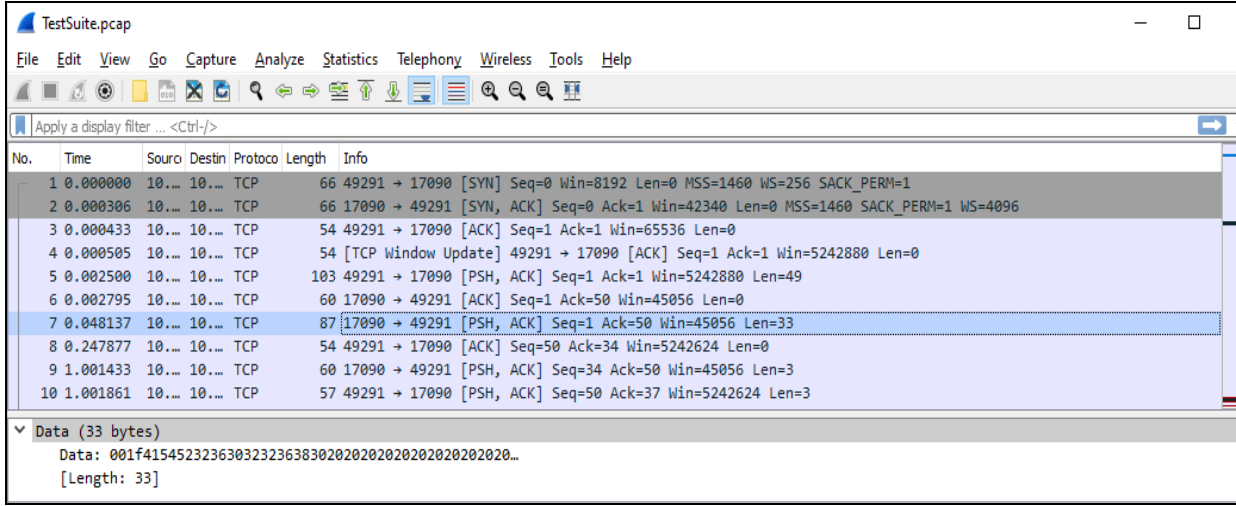 TestSuite.pcap
File Edit View Go Capture Analyze Statistics Telephony Wireless Tools Help
Apply a display filter ... <Ctrl-/>
No. Time Sourc Destin Protoco Length Info
1 0.000000 10.… 10.… TCP 66 49291 → 17090 [SYN] Seq=0 Win=8192 Len=0 MSS=1460 WS=256 SACK_PERM=1
2 0.000306 10.… 10.… TCP 66 17090 → 49291 [SYN, ACK] Seq=0 Ack=1 Win=42340 Len=0 MSS=1460 SACK_PERM=1 WS=4096
3 0.000433 10.… 10.… TCP 54 49291 → 17090 [ACK] Seq=1 Ack=1 Win=65536 Len=0
4 0.000505 10.… 10.… TCP 54 [TCP Window Update] 49291 → 17090 [ACK] Seq=1 Ack=1 Win=5242880 Len=0
5 0.002500 10.… 10.… TCP 103 49291 → 17090 [PSH, ACK] Seq=1 Ack=1 Win=5242880 Len=49
6 0.002795 10.… 10.… TCP 60 17090 → 49291 [ACK] Seq=1 Ack=50 Win=45056 Len=0
7 0.048137 10.… 10.… TCP 87 17090 → 49291 [PSH, ACK] Seq=1 Ack=50 Win=45056 Len=33
8 0.247877 10.… 10.… TCP 54 49291 → 17090 [ACK] Seq=50 Ack=34 Win=5242624 Len=0
9 1.001433 10.… 10.… TCP 60 17090 → 49291 [PSH, ACK] Seq=34 Ack=50 Win=45056 Len=3
10 1.001861 10.… 10.… TCP 57 49291 → 17090 [PSH, ACK] Seq=50 Ack=37 Win=5242624 Len=3
Data (33 bytes)
Data: 001f41545232363032323638302020202020202020202020…
[Length: 33]